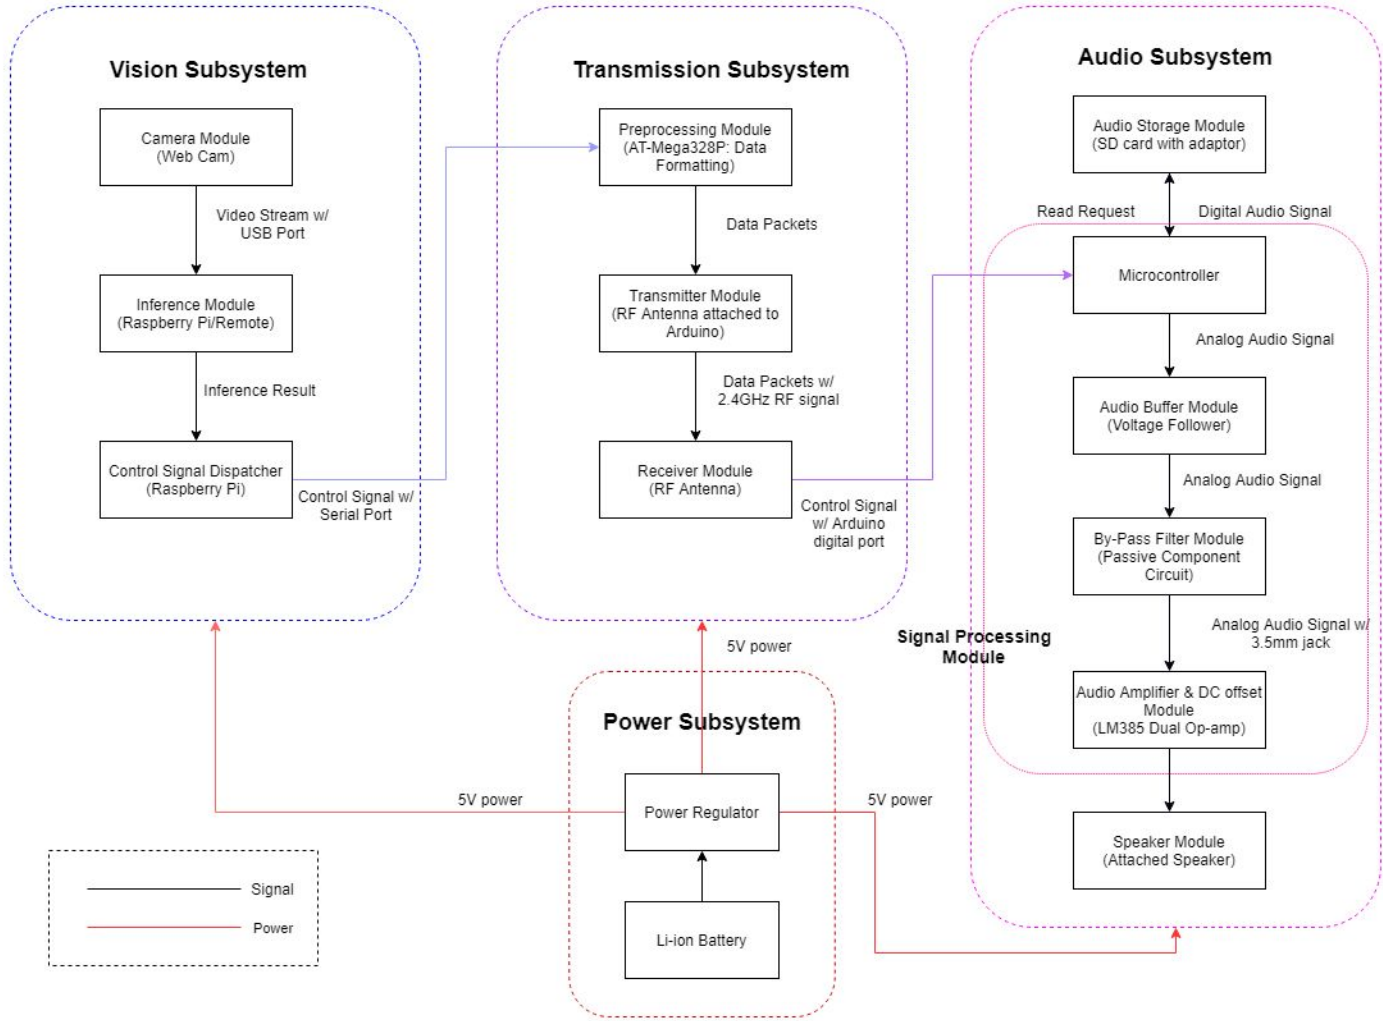 Vision Subsystem
Camera Module
(Web Cam)
Video Stream w/
USB Port
Inference Module
(Raspberry Pi/Remote)
Inference Result
Control Signal Dispatcher
(Raspberry Pi)
Control Signal w/
Serial Port
Transmission Subsystem
Preprocessing Module
(AT-Mega328P: Data
Formatting)
Data Packets
Transmitter Module
(RF Antenna attached to
Arduino)
Data Packets w/
2.4GHz RF signal
Receiver Module
(RF Antenna)
Control Signal
w/ Arduino
digital port
Audio Subsystem
Audio Storage Module
(SD card with adaptor)
Read Request
Digital Audio Signal
Microcontroller
Analog Audio Signal
Audio Buffer Module
(Voltage Follower)
Analog Audio Signal
By-Pass Filter Module
(Passive Component
Circuit)
Analog Audio Signal w/
3.5mm jack
Signal Processing
Module
Audio Amplifier & DC offset
Module
(LM385 Dual Op-amp)
Speaker Module
(Attached Speaker)
5V power
Power Subsystem
5V power
Power Regulator
5V power
Li-ion Battery
Signal
Power